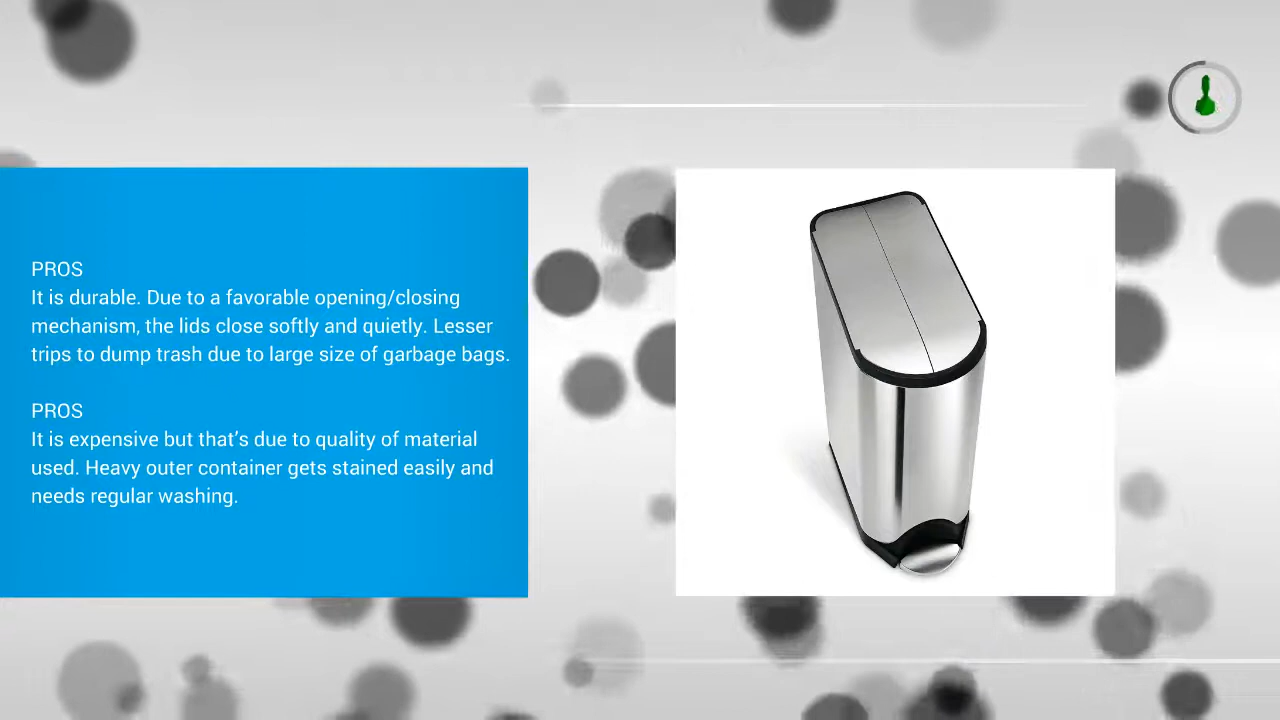 PROS
It is durable. Due to a favorable opening/closing
mechanism, the lids close softly and quietly. Lesser
trips to dump trash due to large size of garbage bags.
PROS
It is expensive but that’s due to quality of material
used. Heavy outer container gets stained easily and
needs regular washing.